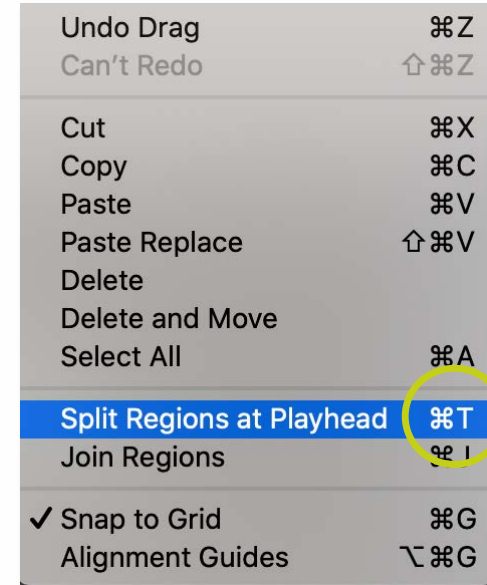 Undo Drag ⌘Z
Can't Redo ⇧⌘Z
Cut ⌘X
Copy ⌘C
Paste ⌘V
Paste Replace ⇧⌘V
Delete
Delete and Move
Select All ⌘A
Split Regions at Playhead ⌘T
Join Regions ⌘J
✓ Snap to Grid ⌘G
Alignment Guides ⌥⌘G